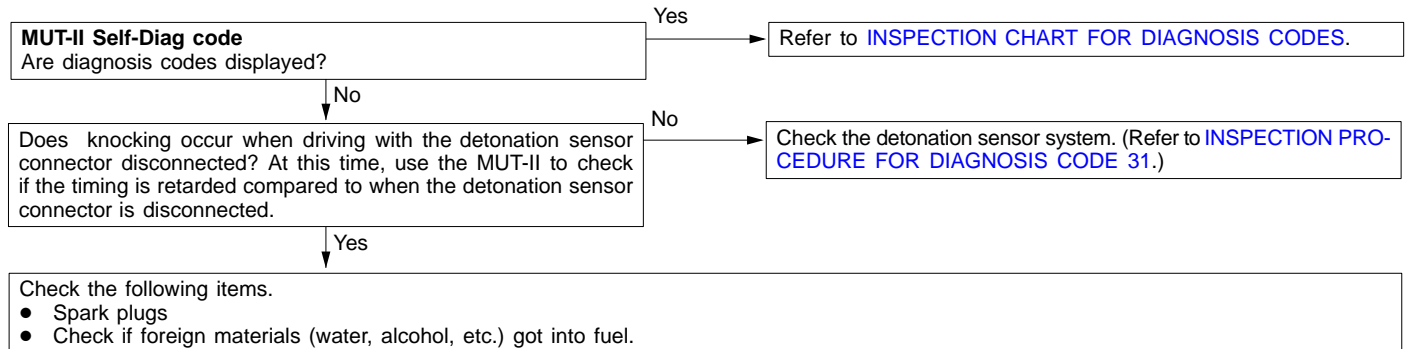 Yes
MUT-II Self-Diag code
Are diagnosis codes displayed?
Refer to INSPECTION CHART FOR DIAGNOSIS CODES.
No
Does knocking occur when driving with the detonation sensor
connector disconnected? At this time, use the MUT-II to check
if the timing is retarded compared to when the detonation sensor
connector is disconnected.
No
Check the detonation sensor system. (Refer to INSPECTION PRO-
CEDURE FOR DIAGNOSIS CODE 31.)
Yes
Check the following items.
● Spark plugs
● Check if foreign materials (water, alcohol, etc.) got into fuel.